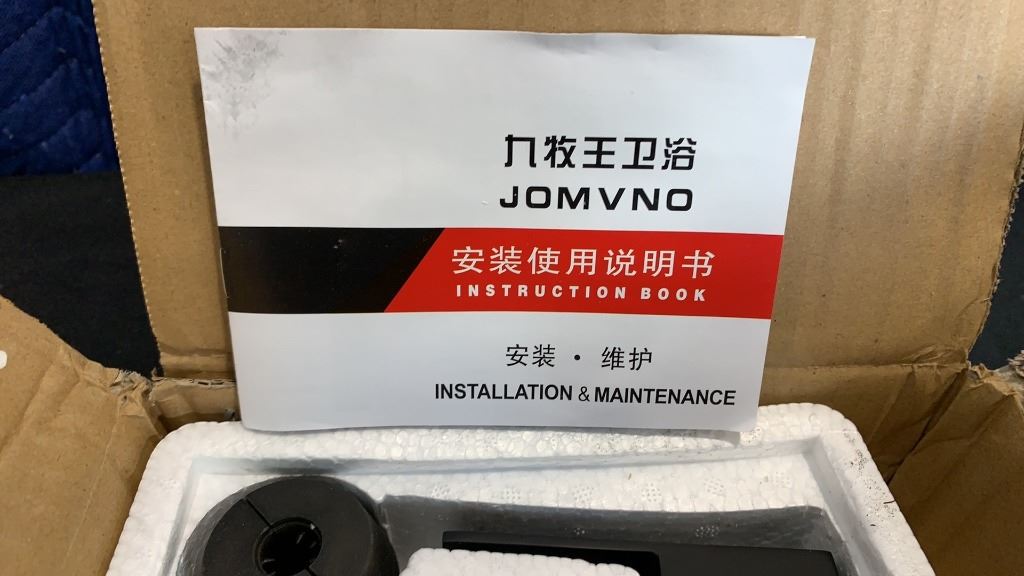 九牧王卫浴
JOMVNO
安装使用说明书
INSTRUCTION BOOK
安装·维护
INSTALLATION & MAINTENANCE